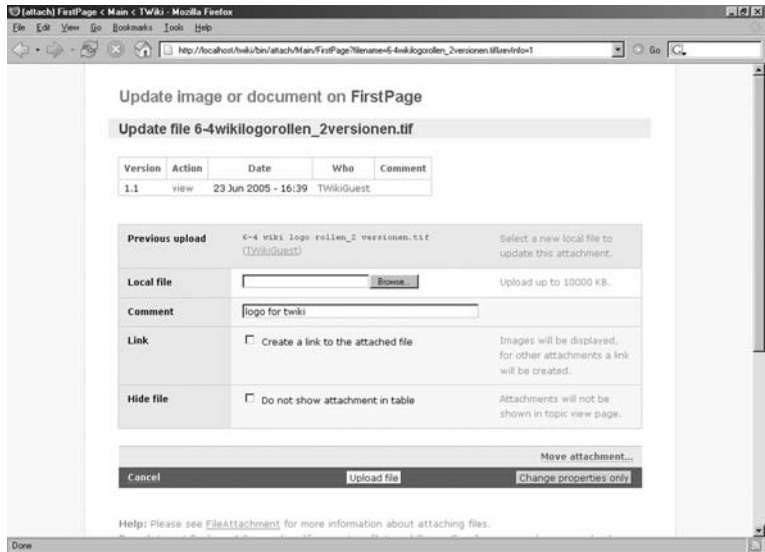 [attach] FirstPage < Main < TWiki - Mozilla Firefox
File Edit View Go Bookmarks Tools Help
http://localhost/twiki/bin/attach/Main/FirstPage?filename=6-4wikilogorollen_2versionen.tif&revInfo=1 Go
Update image or document on FirstPage
Update file 6-4wikilogorollen_2versionen.tif
Version Action Date Who Comment
1.1 view 23 Jun 2005 - 16:39 TWikiGuest
Previous upload 6-4 wiki logo rollen_2 versionen.tif Select a new local file to
(TWikiGuest) update this attachment.
Local file Browse... Upload up to 10000 KB.
Comment logo for twiki
Link Create a link to the attached file Images will be displayed,
for other attachments a link
will be created.
Hide file Do not show attachment in table Attachments will not be
shown in topic view page.
Move attachment...
Cancel Upload file Change properties only
Help: Please see FileAttachment for more information about attaching files.
Done